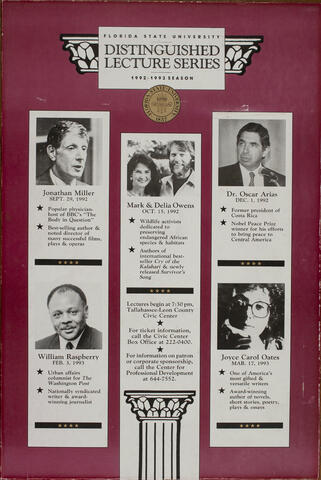 FLORIDA STATE UNIVERSITY
DISTINGUISHED
LECTURE SERIES
1992-1993 SEASON
Jonathan Miller
SEPT. 29, 1992
★ Popular physician-
host of BBC's "The
Body in Question"
★ Best-selling author &
noted director of
many successful films,
plays & operas
★★★★
William Raspberry
FEB. 3, 1993
★ Urban affairs
columnist for The
Washington Post
★ Nationally syndicated
writer & award-
winning journalist
★★★★
Mark & Delia Owens
OCT. 15, 1992
★ Wildlife activists
dedicated to
preserving
endangered African
species & habitats
★ Authors of
international best-
seller Cry of the
Kalahari & newly
released Survivor's
Song
★★★★
Lectures begin at 7:30 pm,
Tallahassee-Leon County
Civic Center
★
For ticket information,
call the Civic Center
Box Office at 222-0400.
★
For information on patron
or corporate sponsorship,
call the Center for
Professional Development
at 644-7552.
Dr. Oscar Arias
DEC. 1, 1992
★ Former president of
Costa Rica
★ Nobel Peace Prize
winner for his efforts
to bring peace to
Central America
★★★★
Joyce Carol Oates
MAR. 17, 1993
★ One of America's
most gifted &
versatile writers
★ Award-winning
author of novels,
short stories, poetry,
plays & essays
★★★★